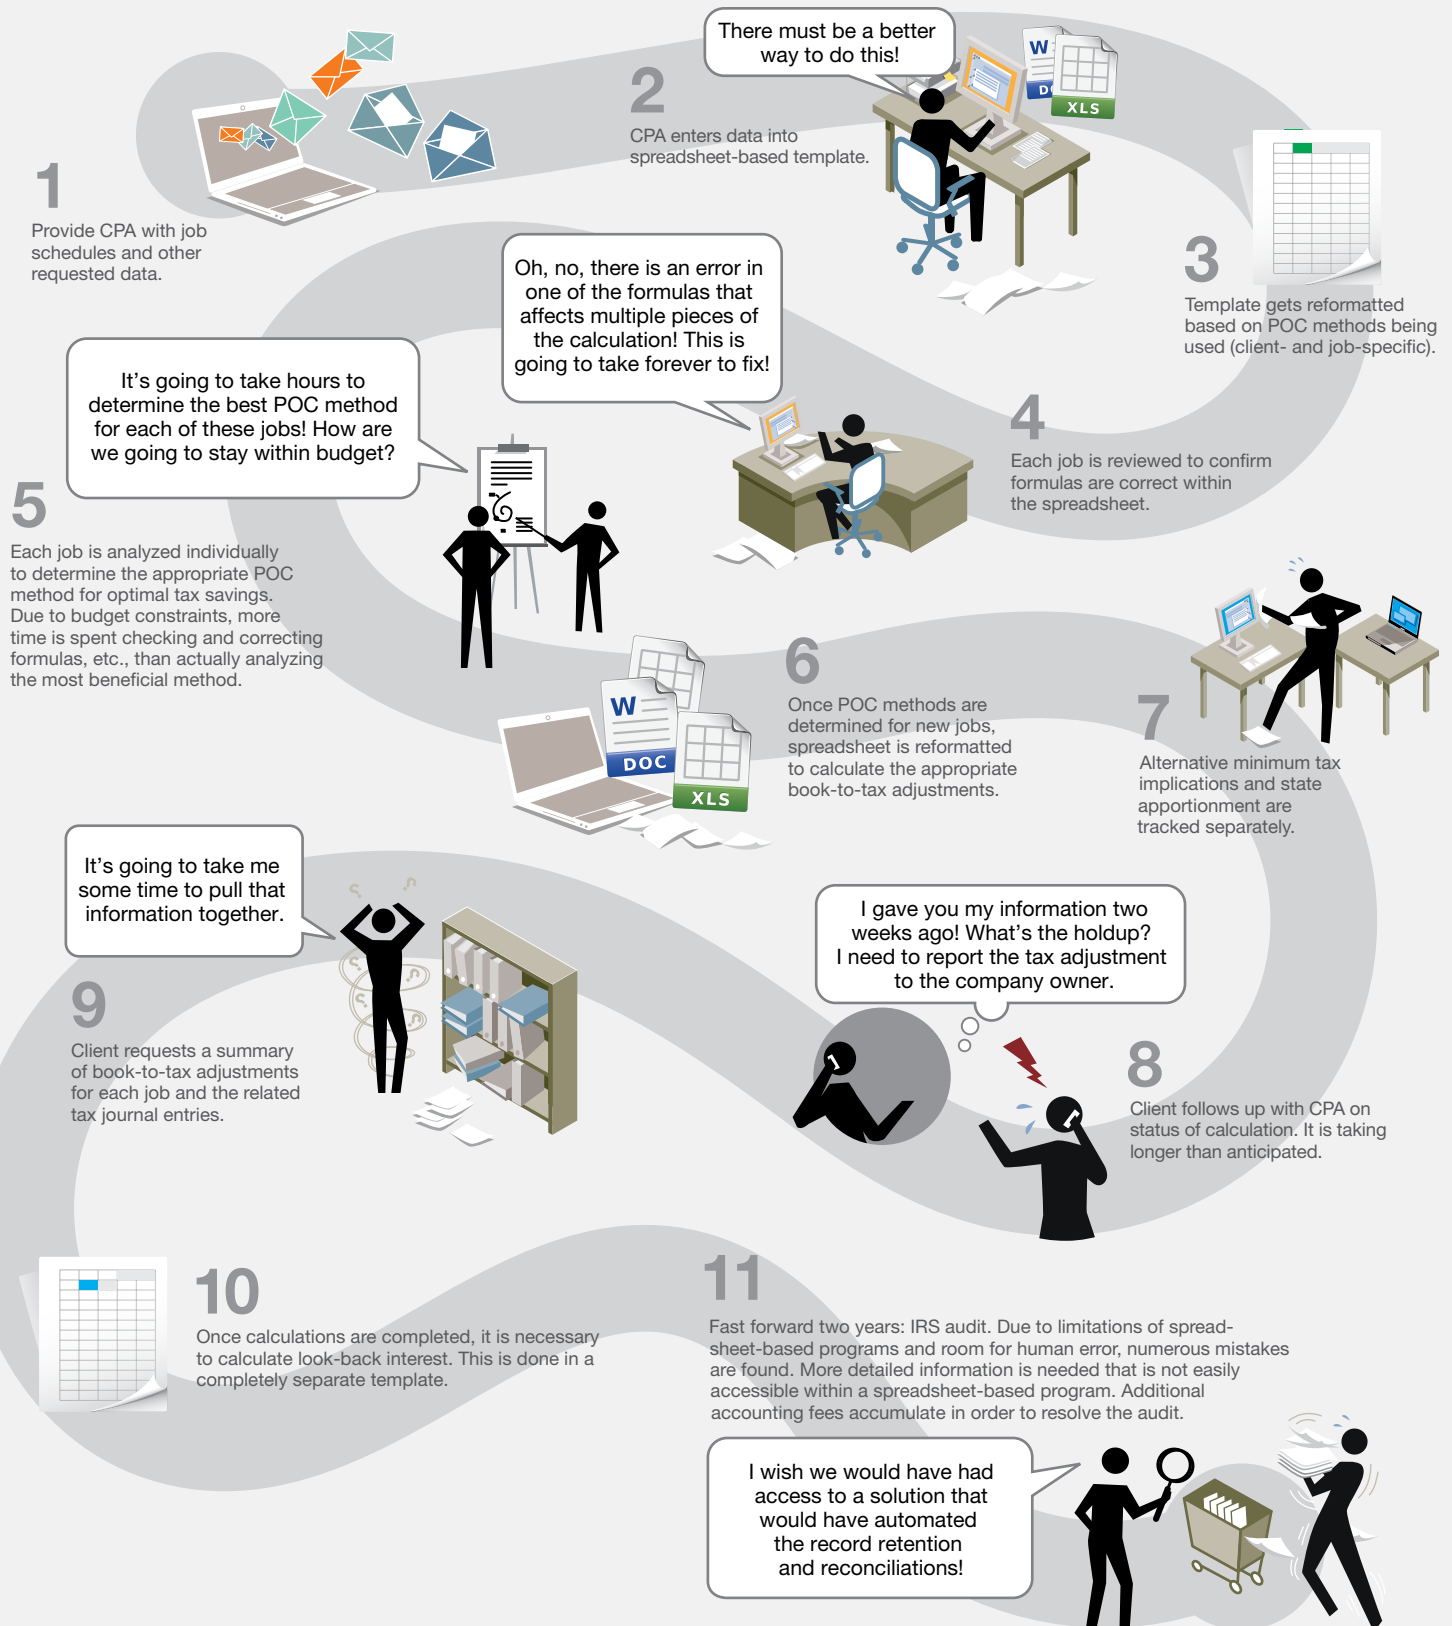 1
Provide CPA with job
schedules and other
requested data.
2
CPA enters data into
spreadsheet-based template.
There must be a better
way to do this!
W
DO
XLS
3
Template gets reformatted
based on POC methods being
used (client- and job-specific).
4
Each job is reviewed to confirm
formulas are correct within
the spreadsheet.
Oh, no, there is an error in
one of the formulas that
affects multiple pieces of
the calculation! This is
going to take forever to fix!
It's going to take hours to
determine the best POC method
for each of these jobs! How are
we going to stay within budget?
5
Each job is analyzed individually
to determine the appropriate POC
method for optimal tax savings.
Due to budget constraints, more
time is spent checking and correcting
formulas, etc., than actually analyzing
the most beneficial method.
W
DOC
XLS
6
Once POC methods are
determined for new jobs,
spreadsheet is reformatted
to calculate the appropriate
book-to-tax adjustments.
7
Alternative minimum tax
implications and state
apportionment are
tracked separately.
I gave you my information two
weeks ago! What's the holdup?
I need to report the tax adjustment
to the company owner.
8
Client follows up with CPA on
status of calculation. It is taking
longer than anticipated.
It's going to take me
some time to pull that
information together.
9
Client requests a summary
of book-to-tax adjustments
for each job and the related
tax journal entries.
10
Once calculations are completed, it is necessary
to calculate look-back interest. This is done in a
completely separate template.
11
Fast forward two years: IRS audit. Due to limitations of spread-
sheet-based programs and room for human error, numerous mistakes
are found. More detailed information is needed that is not easily
accessible within a spreadsheet-based program. Additional
accounting fees accumulate in order to resolve the audit.
I wish we would have had
access to a solution that
would have automated
the record retention
and reconciliations!